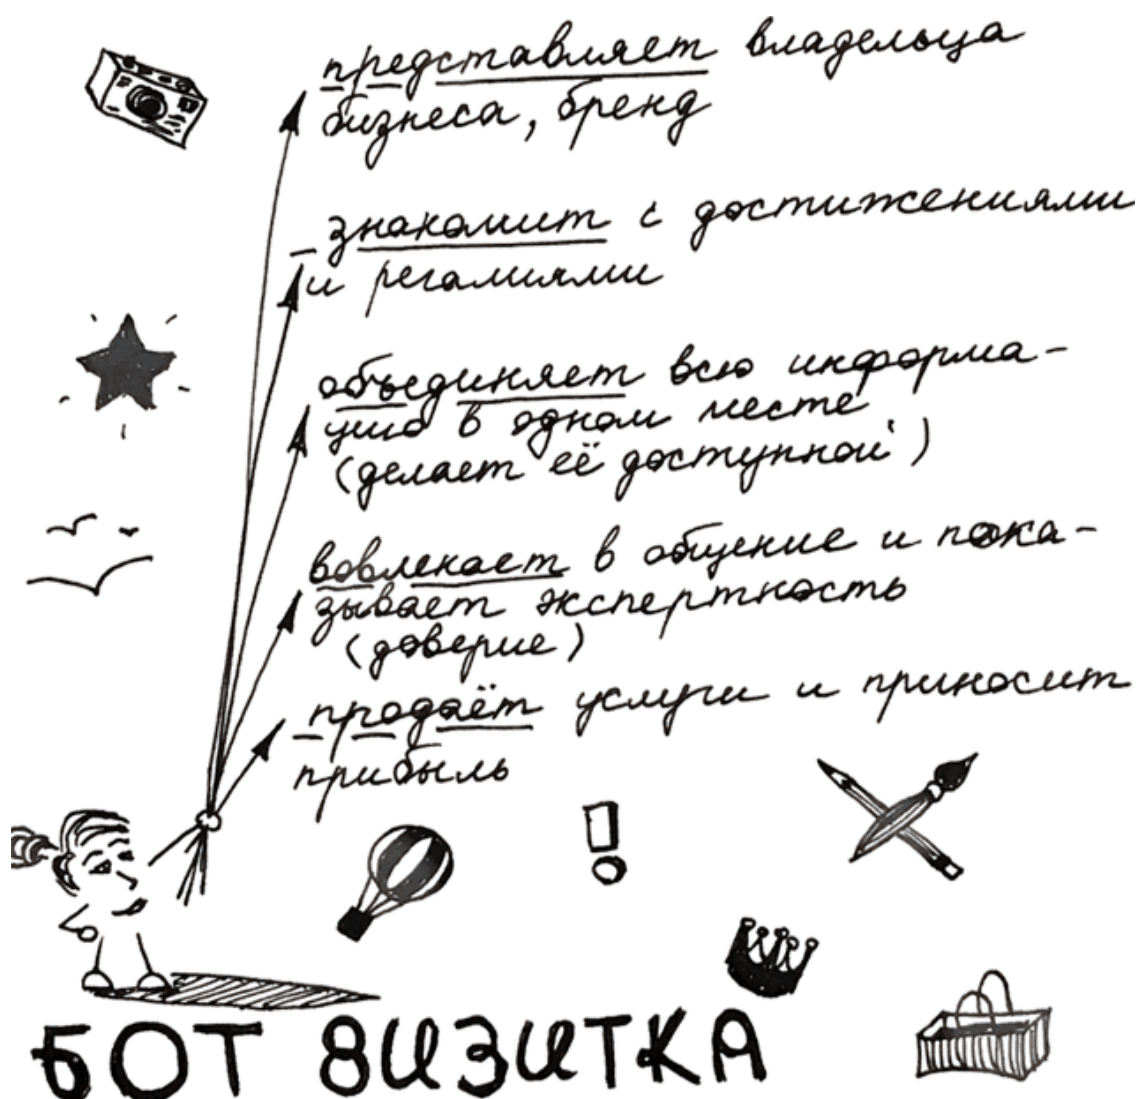 представляет владельца
бизнеса, бренд
знакомит с достижениями
и регалиями
объединяет всю информа-
цию в одном месте
(делает её доступной)
вовлекает в общение и пока-
зывает экспертность
(доверие)
продаёт услуги и приносит
прибыль
БОТ ВИЗИТКА